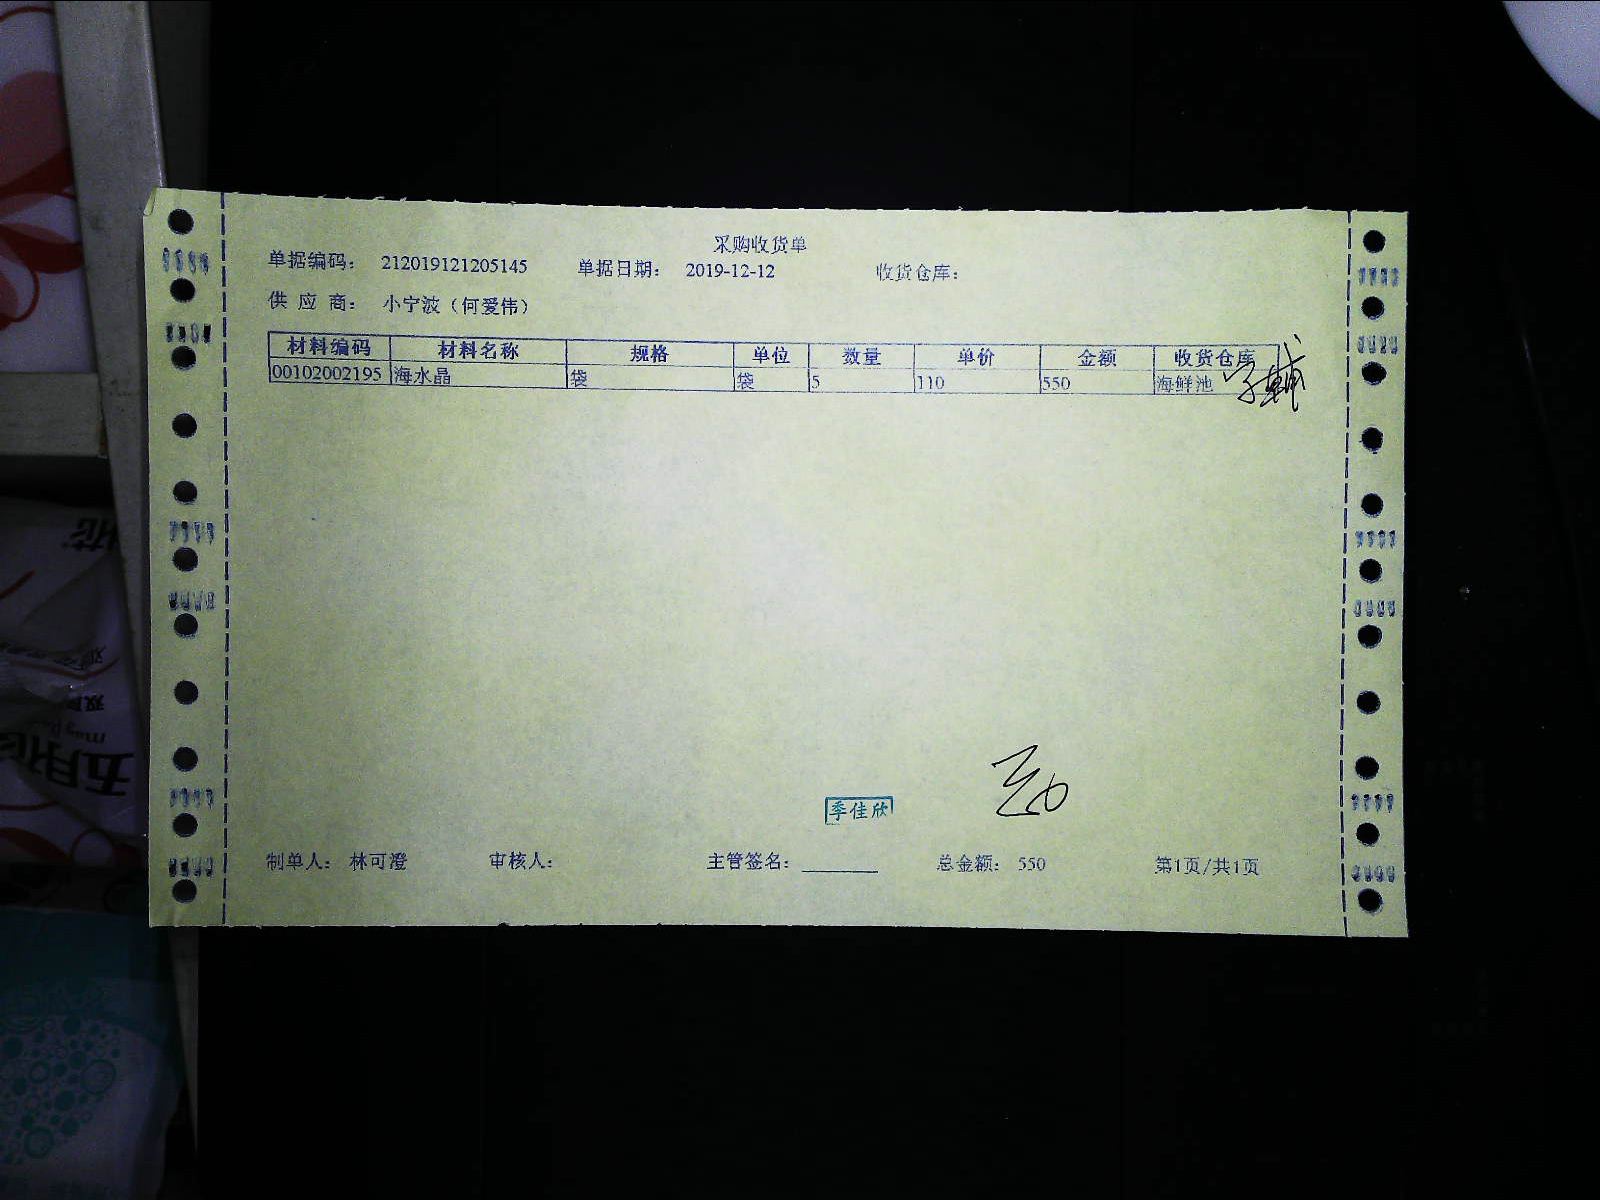 采购收货单
单据编码： 212019121205145 单据日期： 2019-12-12 收货仓库：
供 应 商： 小宁波（何爱伟）
材料编码 材料名称 规格 单位 数量 单价 金额 收货仓库
00102002195 海水晶 袋 袋 5 110 550 海鲜池
季佳欣
制单人： 林可澄 审核人： 主管签名： 总金额： 550 第1页/共1页
五月花